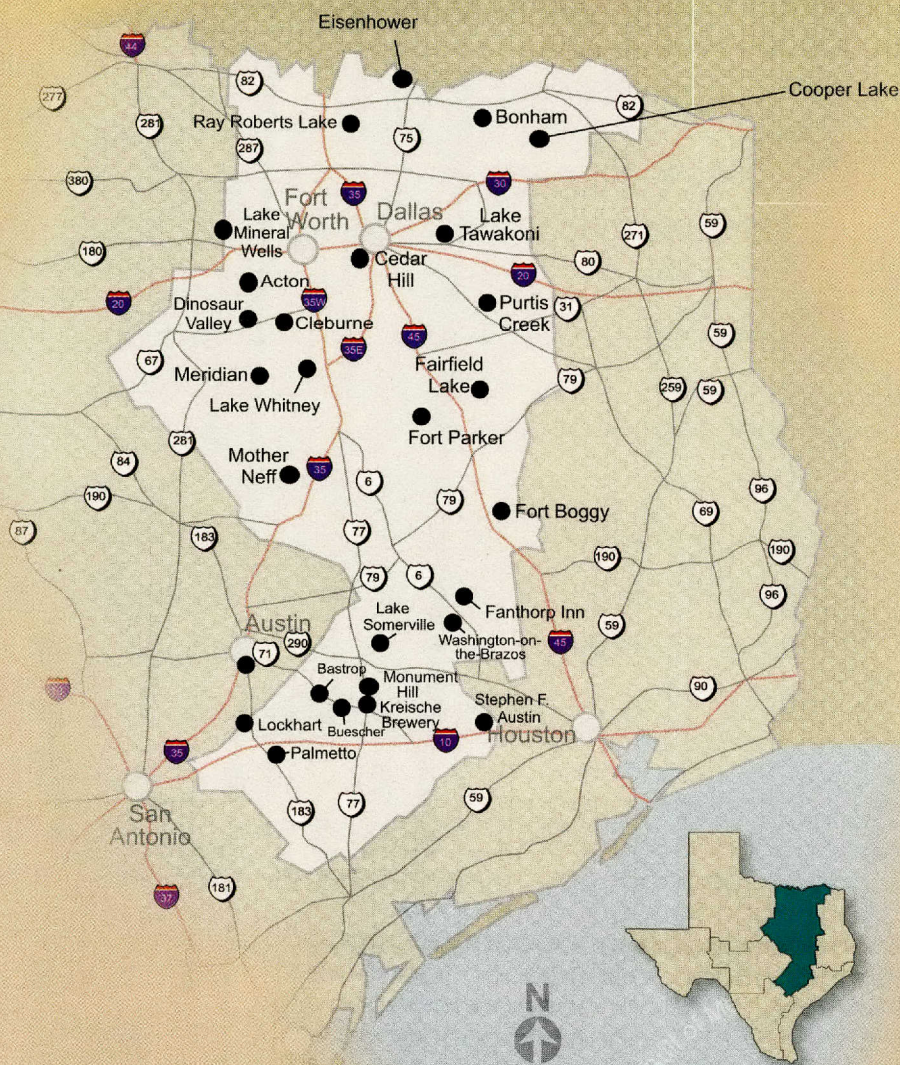 Eisenhower
44
82
277
Cooper Lake
82
281
Ray Roberts Lake
75
Bonham
287
380
35
30
Fort
Worth
Dallas
Lake
Mineral
Wells
Lake
Tawakoni
271
59
180
Cedar
Hill
80
20
Acton
20
35W
Dinosaur
Valley
Cleburne
Purtis
Creek
31
45
59
35E
67
Meridian
Fairfield
Lake
79
259
59
Lake Whitney
Fort Parker
281
84
Mother
Neff
35
6
190
79
96
87
Fort Boggy
69
183
77
190
190
79
6
Fanthorp Inn
96
Lake
Somerville
Washington-on-
the-Brazos
59
45
Austin
290
71
Bastrop
Monument
Hill
90
Kreische
Brewery
Buescher
Stephen F.
Austin
Lockhart
Houston
10
35
Palmetto
San
Antonio
183
77
59
181
37
N